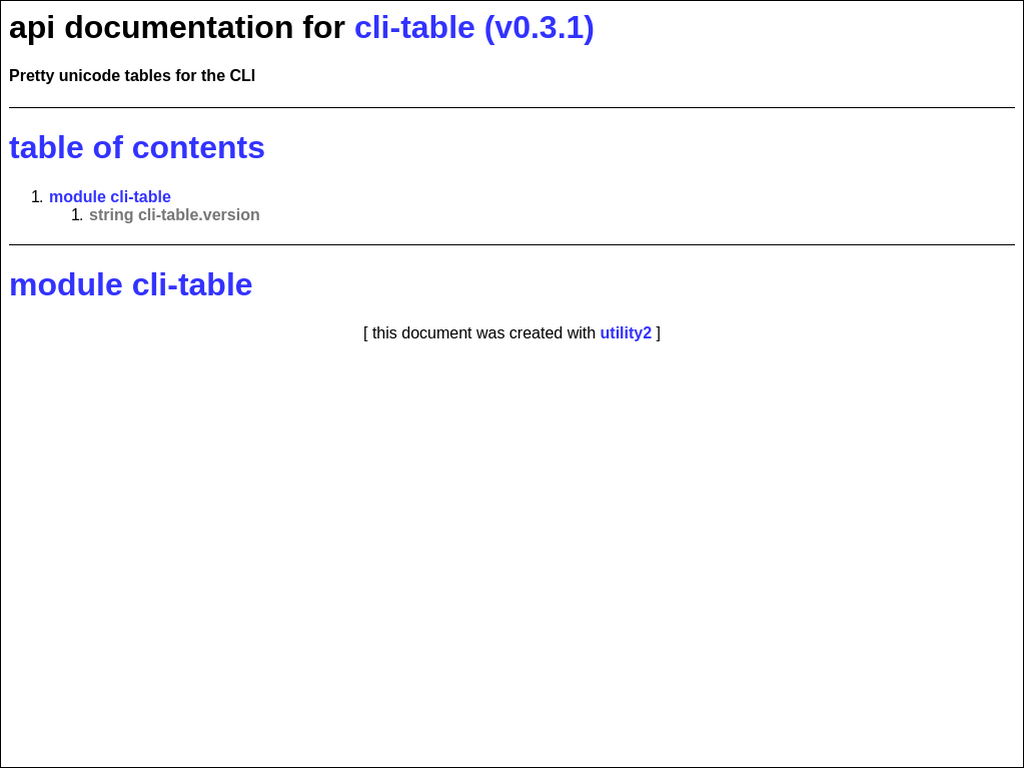 api documentation for cli-table (v0.3.1)
Pretty unicode tables for the CLI
table of contents
1. module cli-table
1. string cli-table.version
module cli-table
[ this document was created with utility2 ]